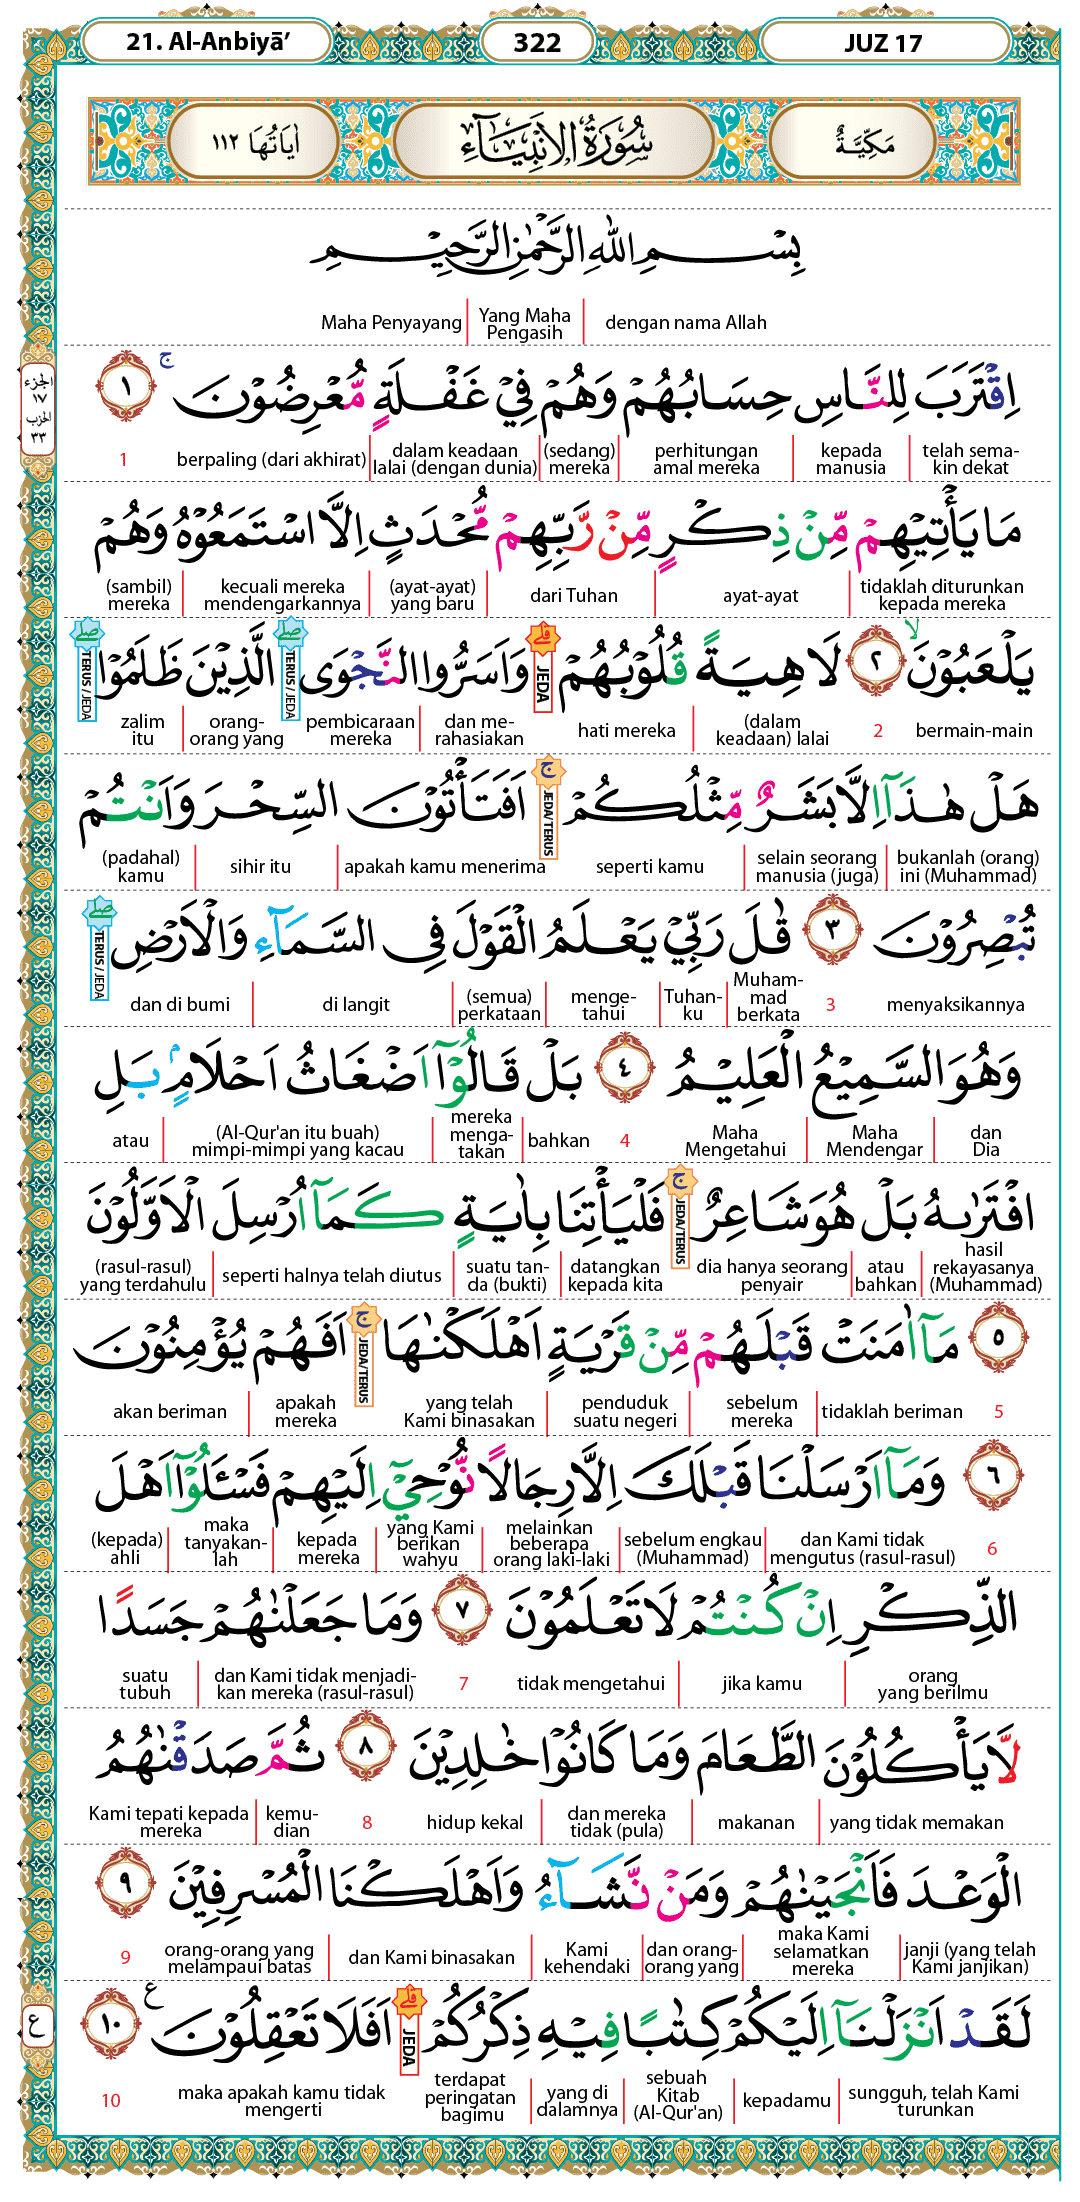 21. Al-Anbiyā’ 322 JUZ 17
مَكِّيَّةٌ سُوْرَةُ الْاَنْبِيَاۤءِ اٰيَاتُهَا ١١٢
بِسْمِ اللهِ الرَّحْمٰنِ الرَّحِيْمِ
dengan nama Allah | Yang Maha Pengasih | Maha Penyayang
الجزء ١٧ الحزب ٣٣
اِقْتَرَبَ لِلنَّاسِ حِسَابُهُمْ وَهُمْ فِيْ غَفْلَةٍ مُّعْرِضُوْنَ ۚ ١
telah semakin dekat | kepada manusia | perhitungan amal mereka | (sedang) mereka | dalam keadaan lalai (dengan dunia) | berpaling (dari akhirat) 1
مَا يَأْتِيْهِمْ مِّنْ ذِكْرٍ مِّنْ رَّبِّهِمْ مُّحْدَثٍ اِلَّا اسْتَمَعُوْهُ وَهُمْ
tidaklah diturunkan kepada mereka | ayat-ayat | dari Tuhan | (ayat-ayat) yang baru | kecuali mereka mendengarkannya | (sambil) mereka
يَلْعَبُوْنَ ۙ ٢ لَاهِيَةً قُلُوْبُهُمْ ۗ JEDA وَاَسَرُّوا النَّجْوَى ۖ TERUS / JEDA الَّذِيْنَ ظَلَمُوْا ۖ TERUS / JEDA
bermain-main 2 (dalam keadaan) lalai | hati mereka | dan merahasiakan | pembicaraan mereka | orang-orang yang | zalim itu
هَلْ هٰذَآ اِلَّا بَشَرٌ مِّثْلُكُمْ ۚ JEDA/TERUS اَفَتَأْتُوْنَ السِّحْرَ وَاَنْتُمْ
bukanlah (orang) ini (Muhammad) | selain seorang manusia (juga) | seperti kamu | apakah kamu menerima | sihir itu | (padahal) kamu
تُبْصِرُوْنَ ٣ قٰلَ رَبِّيْ يَعْلَمُ الْقَوْلَ فِى السَّمَاۤءِ وَالْاَرْضِ ۖ TERUS / JEDA
menyaksikannya 3 Muhammad berkata | Tuhanku | mengetahui | (semua) perkataan | di langit | dan di bumi
وَهُوَ السَّمِيْعُ الْعَلِيْمُ ٤ بَلْ قَالُوْٓا اَضْغَاثُ اَحْلَامٍۢ بَلِ
dan Dia | Maha Mendengar | Maha Mengetahui 4 bahkan | mereka mengatakan | (Al-Qur'an itu buah) mimpi-mimpi yang kacau | atau
افْتَرٰىهُ بَلْ هُوَ شَاعِرٌ ۚ JEDA/TERUS فَلْيَأْتِنَا بِاٰيَةٍ كَمَآ اُرْسِلَ الْاَوَّلُوْنَ
hasil rekayasanya (Muhammad) | atau bahkan | dia hanya seorang penyair | datangkan kepada kita | suatu tanda (bukti) | seperti halnya telah diutus | (rasul-rasul) yang terdahulu
٥ مَآ اٰمَنَتْ قَبْلَهُمْ مِّنْ قَرْيَةٍ اَهْلَكْنٰهَا ۚ JEDA/TERUS اَفَهُمْ يُؤْمِنُوْنَ
5 tidaklah beriman | sebelum mereka | penduduk suatu negeri | yang telah Kami binasakan | apakah mereka | akan beriman
٦ وَمَآ اَرْسَلْنَا قَبْلَكَ اِلَّا رِجَالًا نُّوْحِيْٓ اِلَيْهِمْ فَسْـَٔلُوْٓا اَهْلَ
6 dan Kami tidak mengutus (rasul-rasul) | sebelum engkau (Muhammad) | melainkan beberapa orang laki-laki | yang Kami berikan wahyu | kepada mereka | maka tanyakanlah | (kepada) ahli
الذِّكْرِ اِنْ كُنْتُمْ لَا تَعْلَمُوْنَ ٧ وَمَا جَعَلْنٰهُمْ جَسَدًا
orang yang berilmu | jika kamu | tidak mengetahui 7 dan Kami tidak menjadikan mereka (rasul-rasul) | suatu tubuh
لَّا يَأْكُلُوْنَ الطَّعَامَ وَمَا كَانُوْا خٰلِدِيْنَ ٨ ثُمَّ صَدَقْنٰهُمُ
yang tidak memakan | makanan | dan mereka tidak (pula) | hidup kekal 8 kemudian | Kami tepati kepada mereka
الْوَعْدَ فَاَنْجَيْنٰهُمْ وَمَنْ نَّشَاۤءُ وَاَهْلَكْنَا الْمُسْرِفِيْنَ ٩
janji (yang telah Kami janjikan) | maka Kami selamatkan mereka | dan orang-orang yang | Kami kehendaki | dan Kami binasakan | orang-orang yang melampaui batas 9
لَقَدْ اَنْزَلْنَآ اِلَيْكُمْ كِتٰبًا فِيْهِ ذِكْرُكُمْ ۗ JEDA اَفَلَا تَعْقِلُوْنَ ع ١٠ ع
sungguh, telah Kami turunkan | kepadamu | sebuah Kitab (Al-Qur'an) | yang di dalamnya | terdapat peringatan bagimu | maka apakah kamu tidak mengerti 10